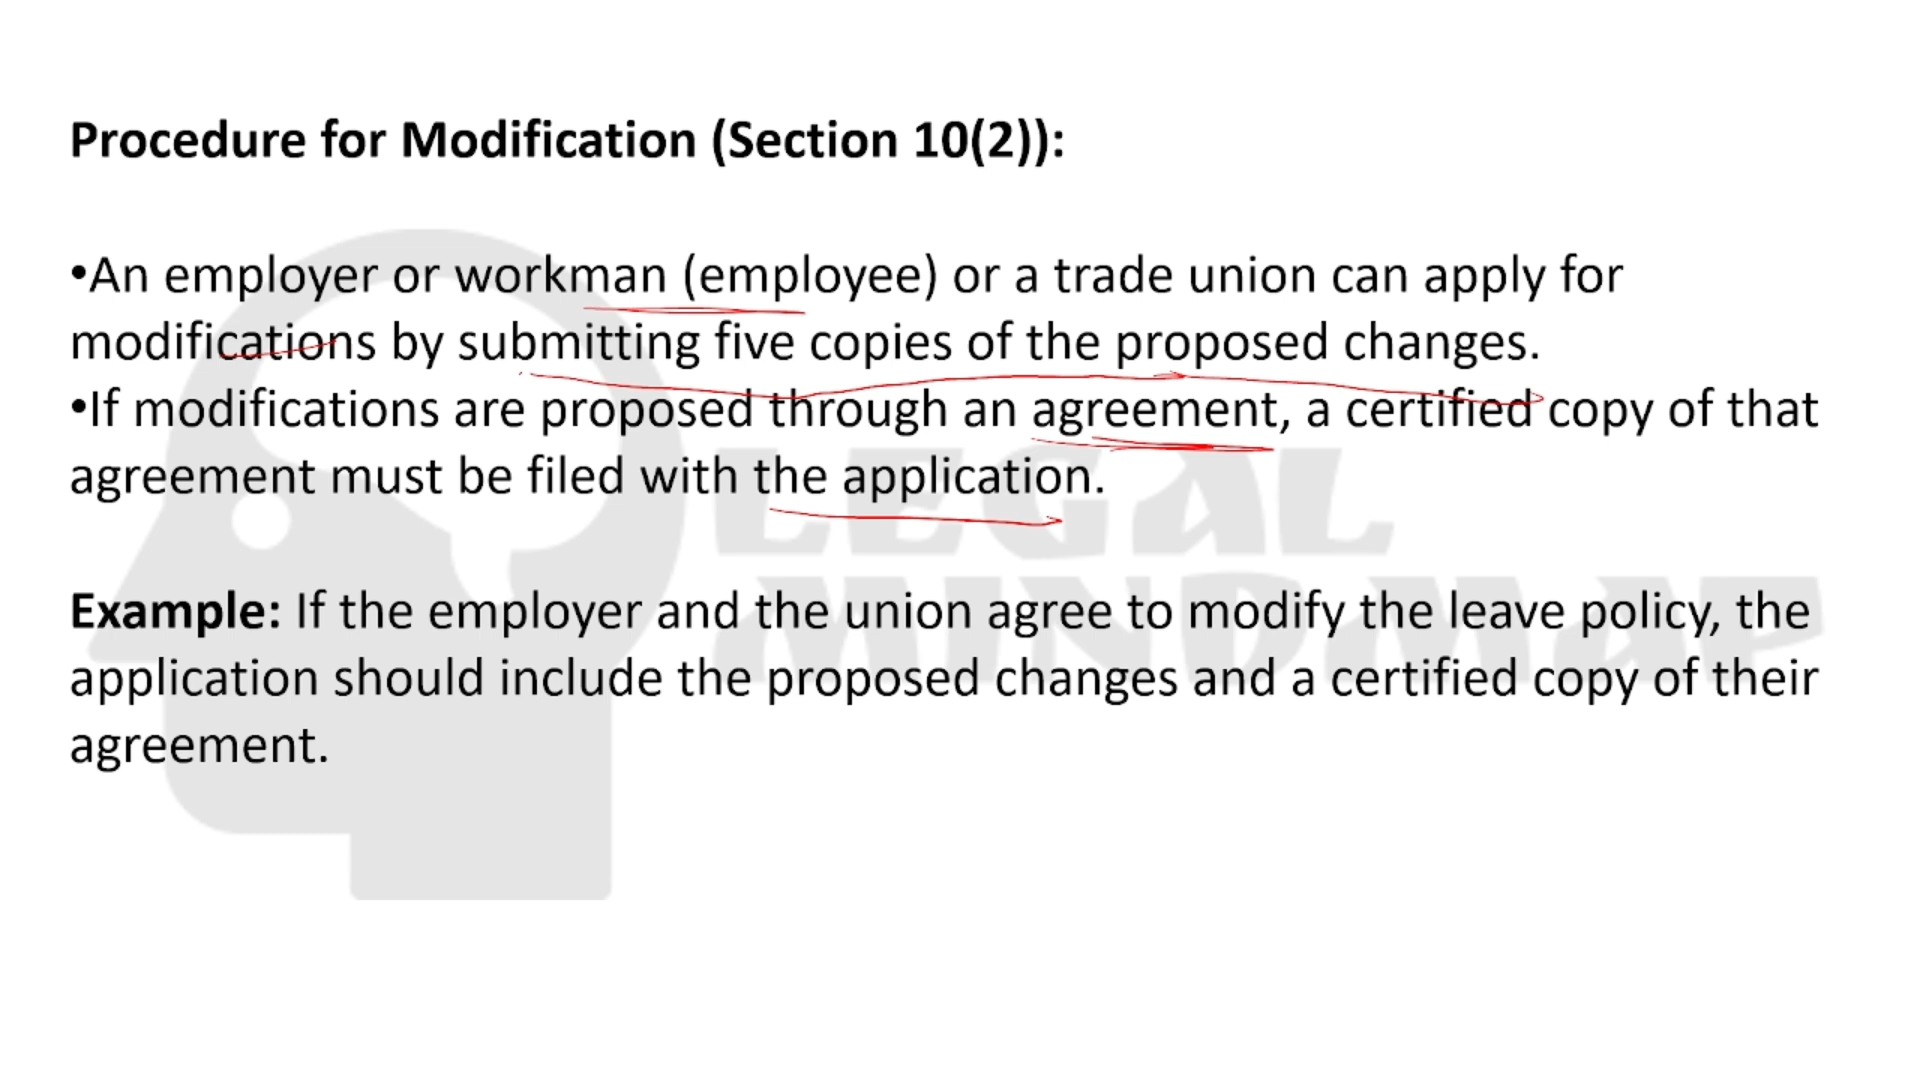 Procedure for Modification (Section 10(2)):
•An employer or workman (employee) or a trade union can apply for
modifications by submitting five copies of the proposed changes.
•If modifications are proposed through an agreement, a certified copy of that
agreement must be filed with the application.
Example: If the employer and the union agree to modify the leave policy, the
application should include the proposed changes and a certified copy of their
agreement.
LEGAL
MINDMAP